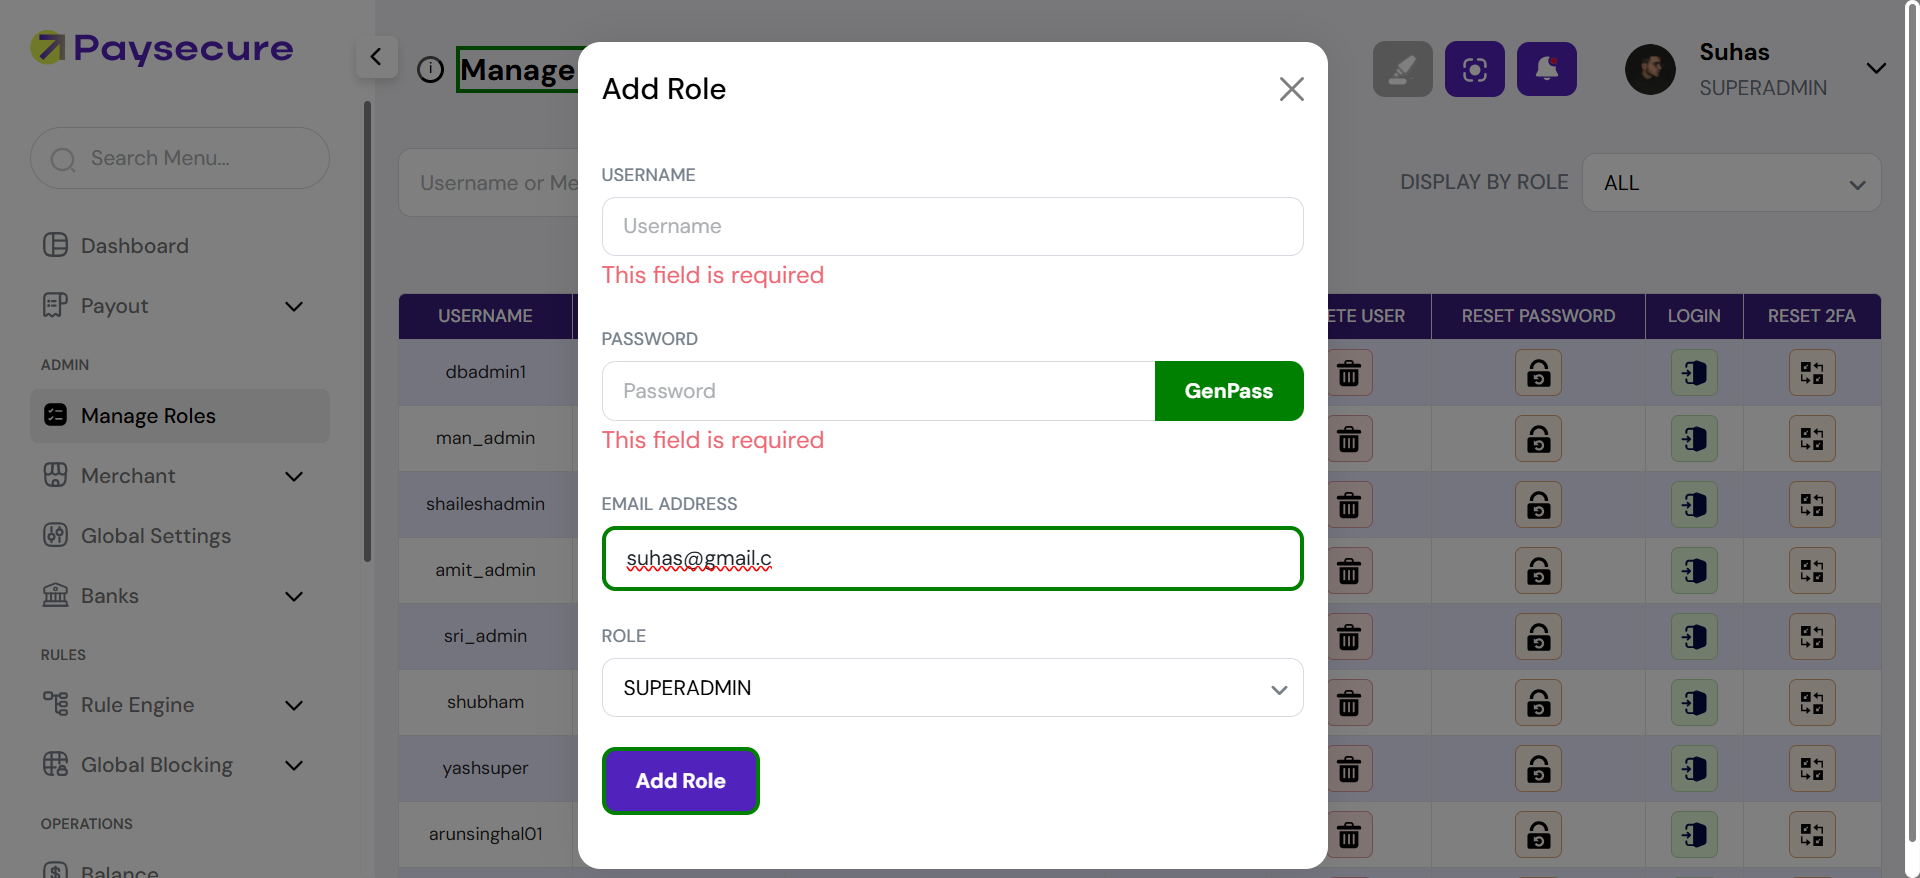 Paysecure
Search Menu...
Dashboard
Payout
ADMIN
Manage Roles
Merchant
Global Settings
Banks
RULES
Rule Engine
Global Blocking
OPERATIONS
Balance
Manage
Suhas
SUPERADMIN
Username or Me
DISPLAY BY ROLE
ALL
USERNAME
ETE USER
RESET PASSWORD
LOGIN
RESET 2FA
dbadmin1
man_admin
shaileshadmin
amit_admin
sri_admin
shubham
yashsuper
arunsinghal01
Add Role
USERNAME
Username
This field is required
PASSWORD
Password
GenPass
This field is required
EMAIL ADDRESS
suhas@gmail.c
ROLE
SUPERADMIN
Add Role